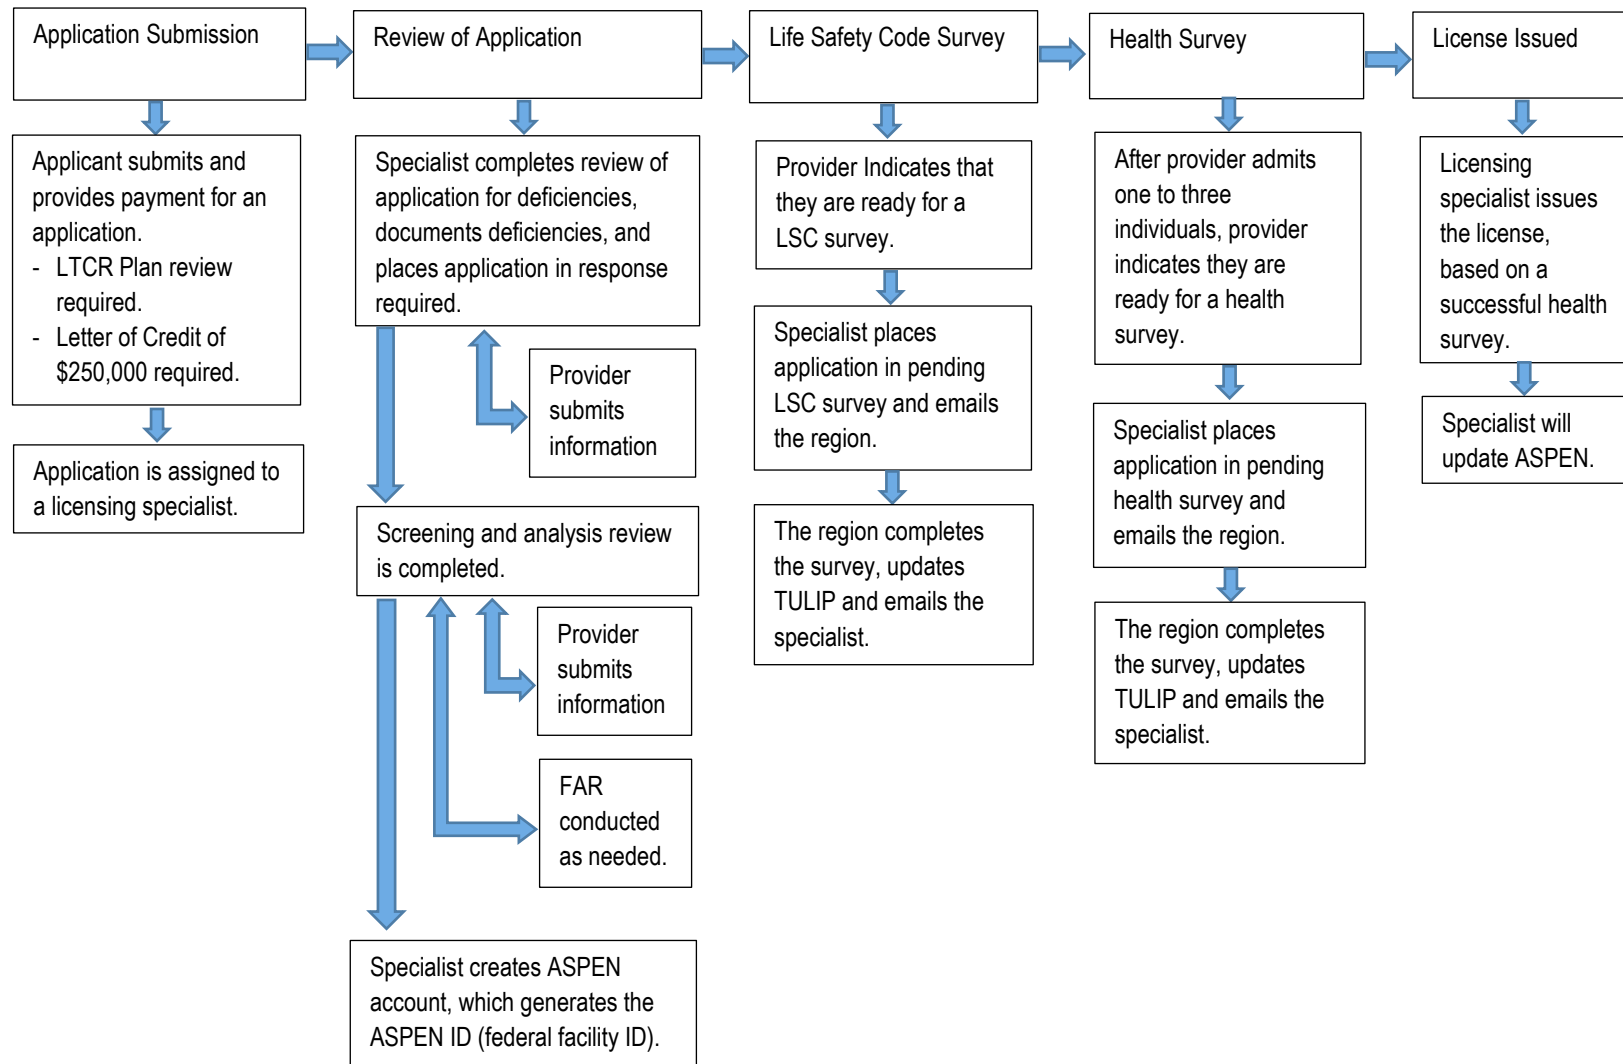 Application Submission
Review of Application
Life Safety Code Survey
Health Survey
License Issued
Applicant submits and
provides payment for an
application.
- LTCR Plan review
required.
- Letter of Credit of
$250,000 required.
Application is assigned to
a licensing specialist.
Specialist completes review of
application for deficiencies,
documents deficiencies, and
places application in response
required.
Provider
submits
information
Screening and analysis review
is completed.
Provider
submits
information
FAR
conducted
as needed.
Specialist creates ASPEN
account, which generates the
ASPEN ID (federal facility ID).
Provider Indicates that
they are ready for a
LSC survey.
Specialist places
application in pending
LSC survey and emails
the region.
The region completes
the survey, updates
TULIP and emails the
specialist.
After provider admits
one to three
individuals, provider
indicates they are
ready for a health
survey.
Specialist places
application in pending
health survey and
emails the region.
The region completes
the survey, updates
TULIP and emails the
specialist.
Licensing
specialist issues
the license,
based on a
successful health
survey.
Specialist will
update ASPEN.